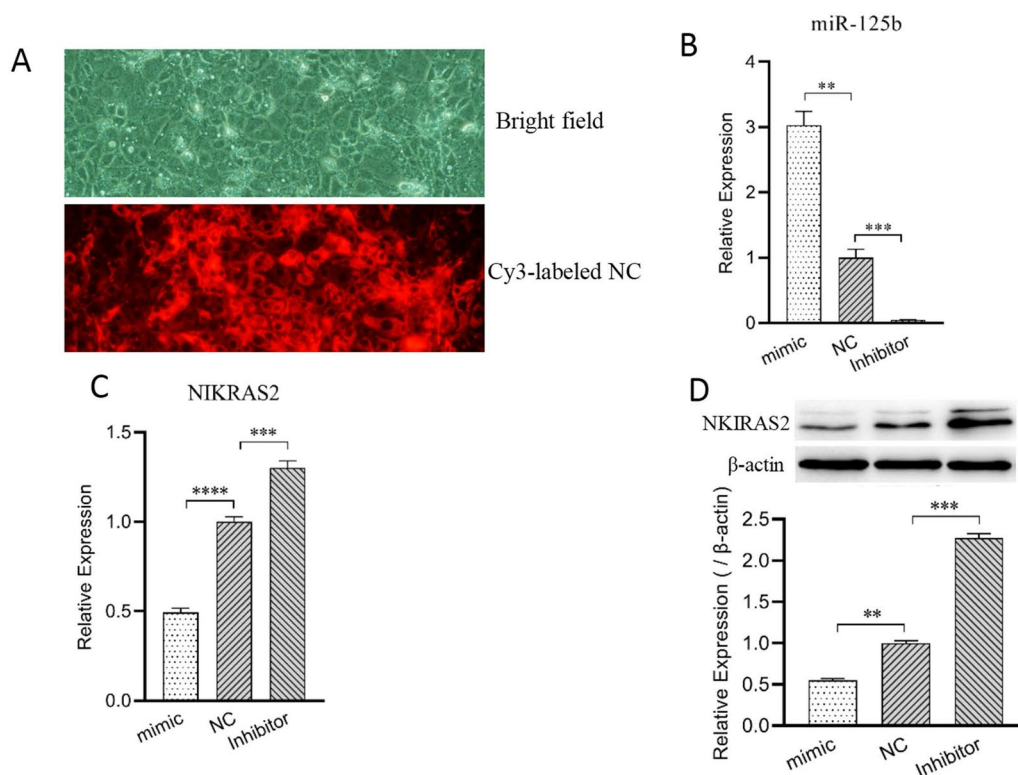 A
Bright field
Cy3-labeled NC
B
miR-125b
Relative Expression
4
3
2
1
0
**
***
mimic
NC
Inhibitor
C
NIKRAS2
Relative Expression
1.5
1.0
0.5
0.0
****
***
mimic
NC
Inhibitor
D
NKIRAS2
β-actin
Relative Expression ( / β-actin)
2.5
2.0
1.5
1.0
0.5
0.0
**
***
mimic
NC
Inhibitor